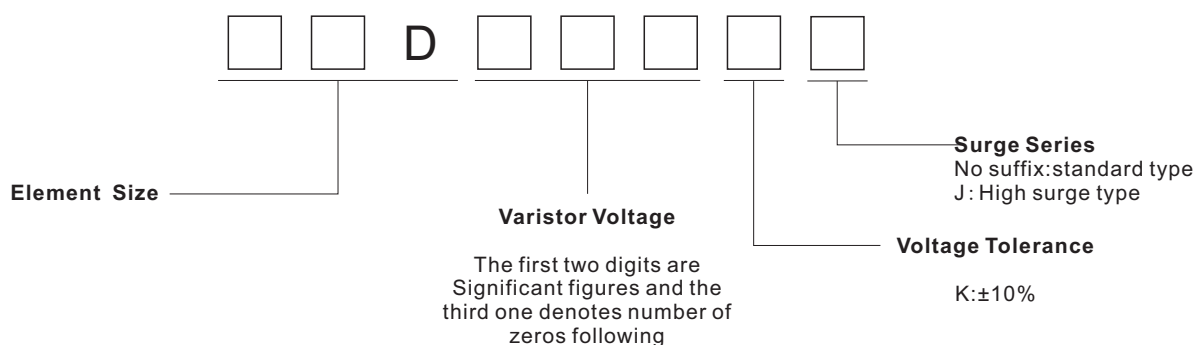 D
Surge Series
No suffix:standard type
J: High surge type
Element Size
Varistor Voltage
The first two digits are
Significant figures and the
third one denotes number of
zeros following
Voltage Tolerance
K:±10%